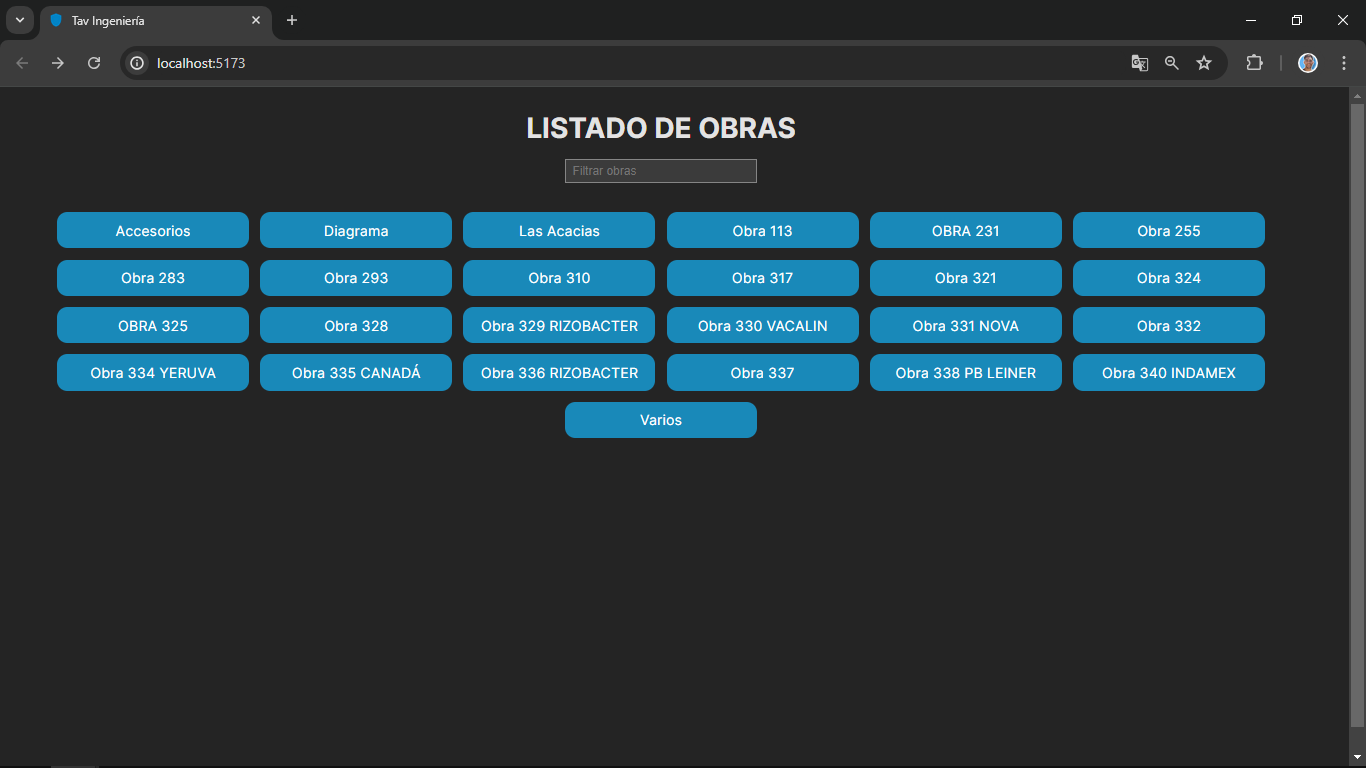 Tav Ingeniería
localhost:5173
LISTADO DE OBRAS
Filtrar obras
Accesorios Diagrama Las Acacias Obra 113 OBRA 231 Obra 255
Obra 283 Obra 293 Obra 310 Obra 317 Obra 321 Obra 324
OBRA 325 Obra 328 Obra 329 RIZOBACTER Obra 330 VACALIN Obra 331 NOVA Obra 332
Obra 334 YERUVA Obra 335 CANADÁ Obra 336 RIZOBACTER Obra 337 Obra 338 PB LEINER Obra 340 INDAMEX
Varios